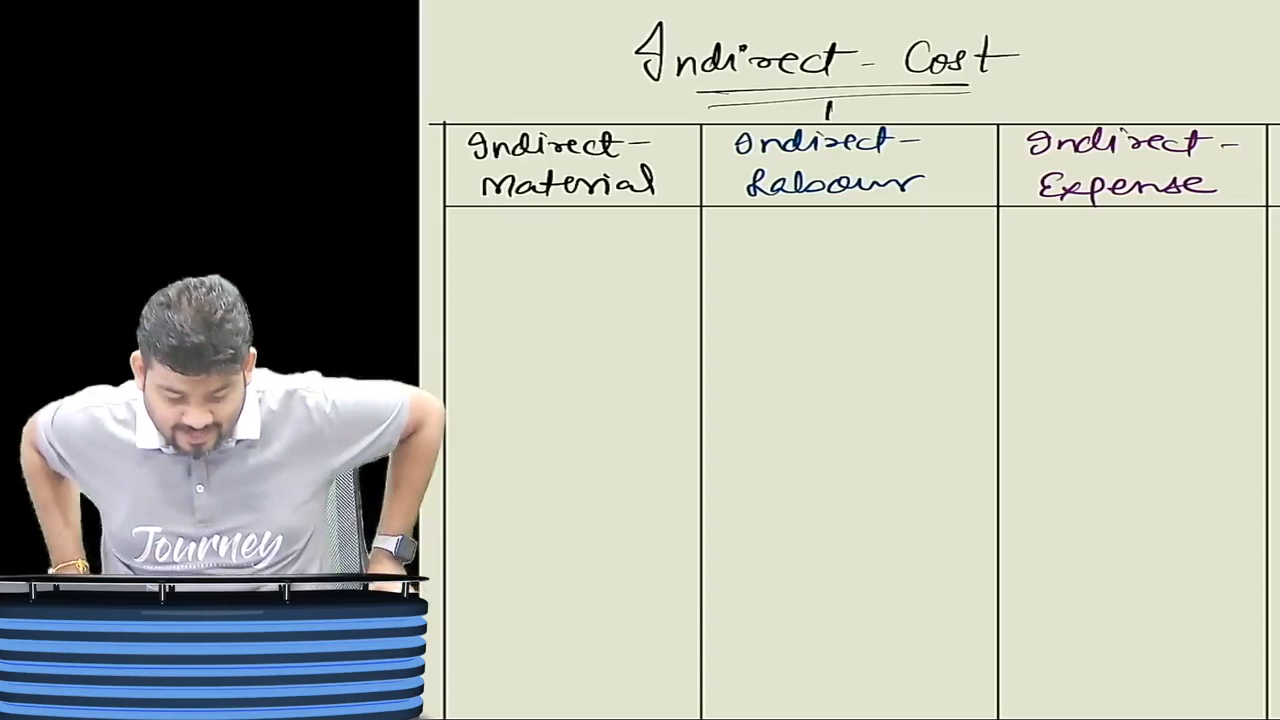 Indirect - Cost
Indirect -
Material
Indirect -
Labour
Indirect -
Expense
Journey